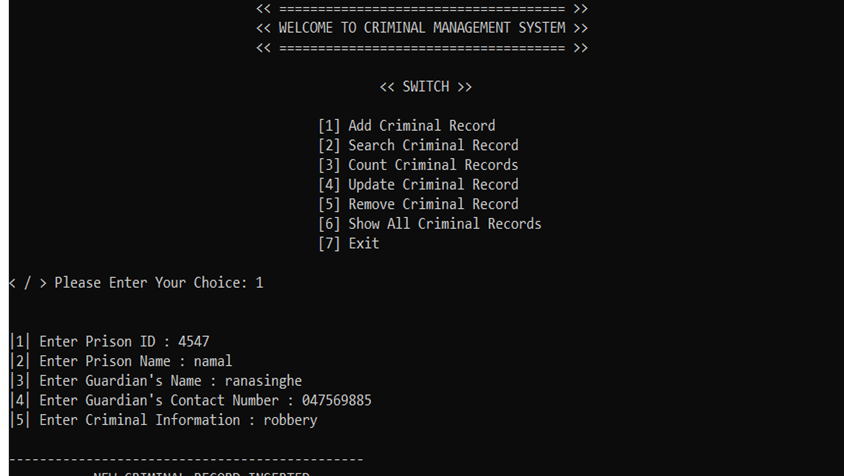 << ===================================== >>
<< WELCOME TO CRIMINAL MANAGEMENT SYSTEM >>
<< ===================================== >>
<< SWITCH >>
[1] Add Criminal Record
[2] Search Criminal Record
[3] Count Criminal Records
[4] Update Criminal Record
[5] Remove Criminal Record
[6] Show All Criminal Records
[7] Exit
< / > Please Enter Your Choice: 1
|1| Enter Prison ID : 4547
|2| Enter Prison Name : namal
|3| Enter Guardian's Name : ranasinghe
|4| Enter Guardian's Contact Number : 047569885
|5| Enter Criminal Information : robbery
----------------------------------------------
NEW CRIMINAL RECORD INSERTED